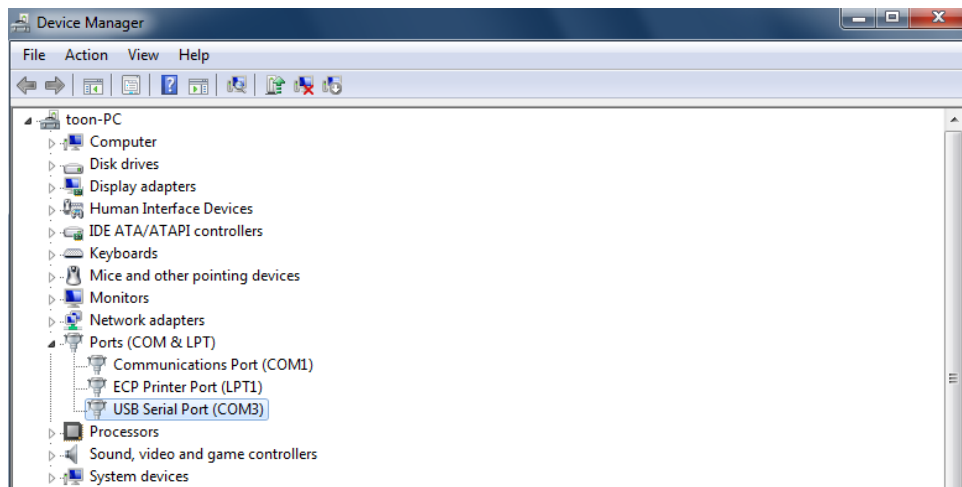 Device Manager
File Action View Help
toon-PC
Computer
Disk drives
Display adapters
Human Interface Devices
IDE ATA/ATAPI controllers
Keyboards
Mice and other pointing devices
Monitors
Network adapters
Ports (COM & LPT)
Communications Port (COM1)
ECP Printer Port (LPT1)
USB Serial Port (COM3)
Processors
Sound, video and game controllers
System devices